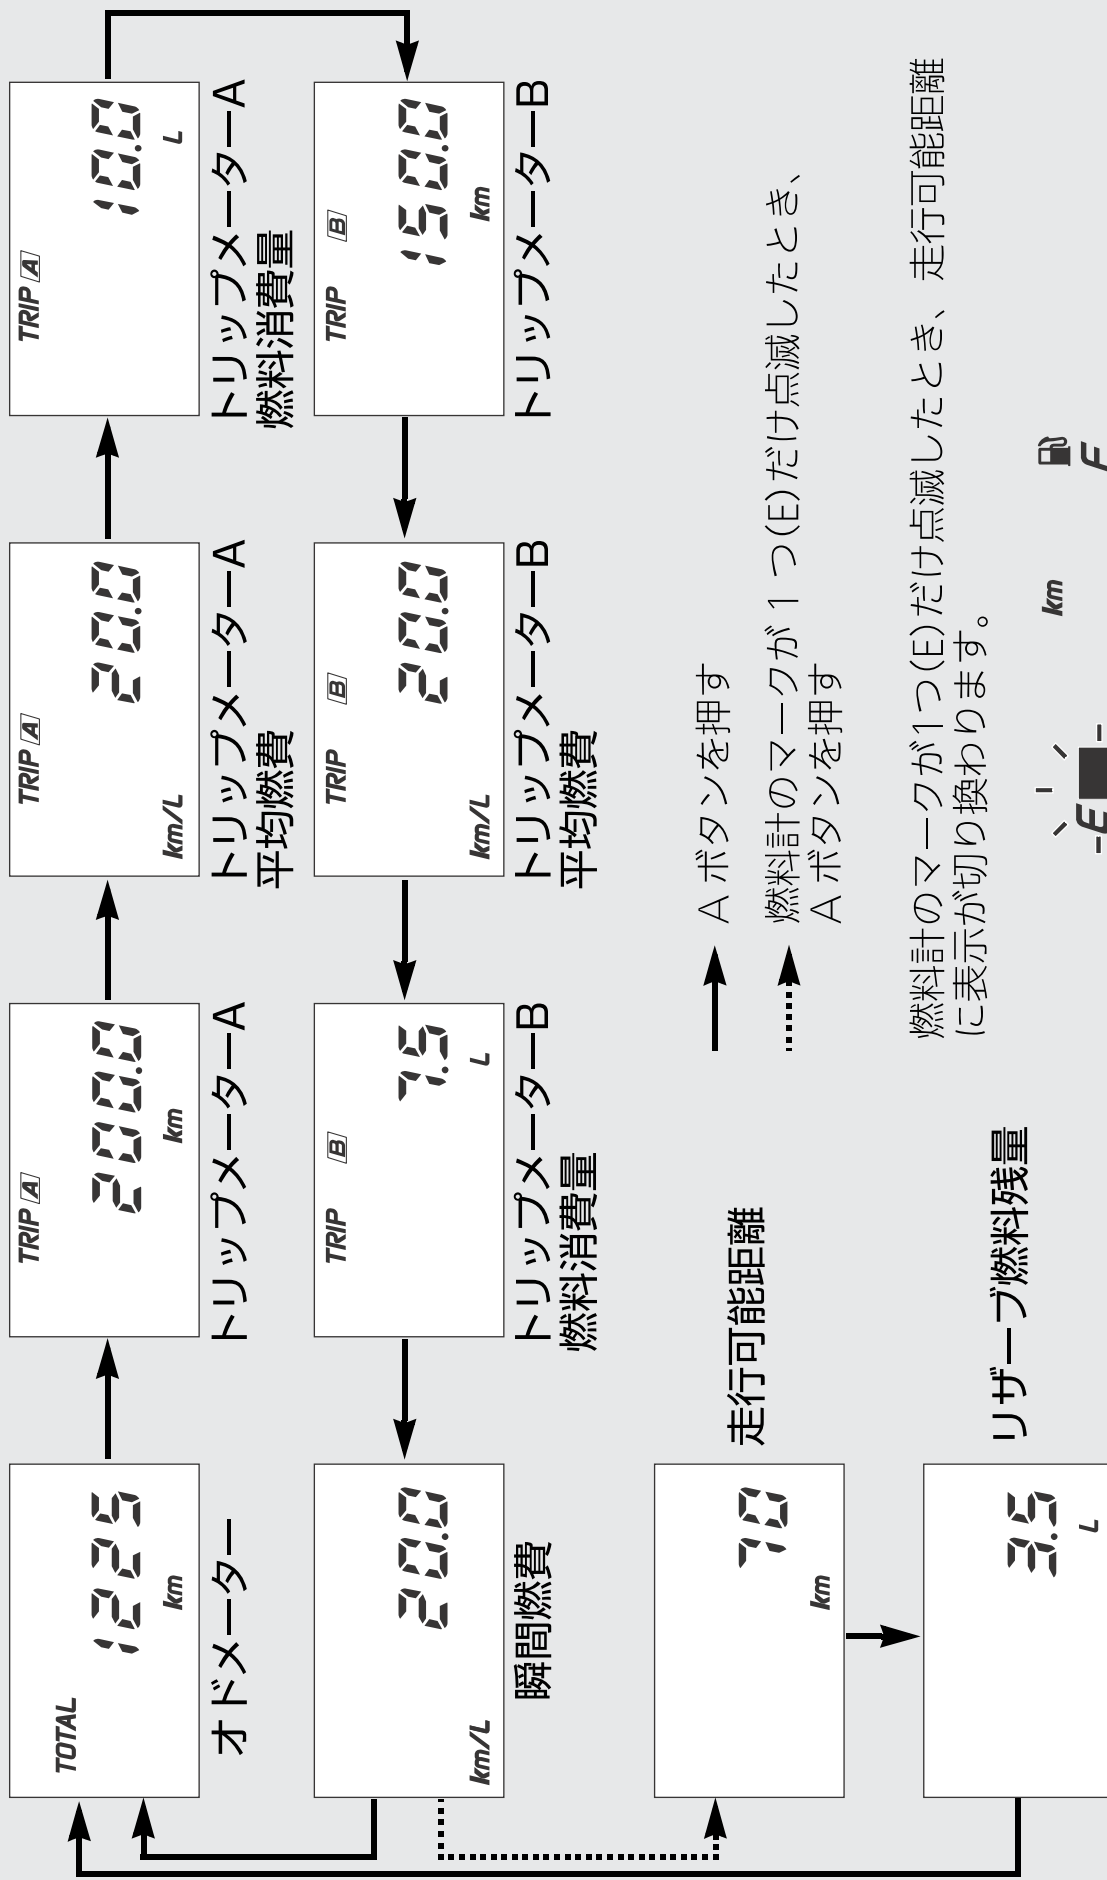 TOTAL
1225
km
オドメーター
TRIP A
200.0
km
トリップメーターA
TRIP A
20.0
km/L
トリップメーターA
平均燃費
TRIP A
10.0
L
トリップメーターA
燃料消費量
20.0
km/L
瞬間燃費
TRIP B
7.5
L
トリップメーターB
燃料消費量
TRIP B
20.0
km/L
トリップメーターB
平均燃費
TRIP B
150.0
km
トリップメーターB
70
km
走行可能距離
A ボタンを押す
燃料計のマークが 1 つ(E)だけ点滅したとき、
A ボタンを押す
燃料計のマークが1つ(E)だけ点滅したとき、走行可能距離
に表示が切り換わります。
3.5
L
リザーブ燃料残量
km
E
F